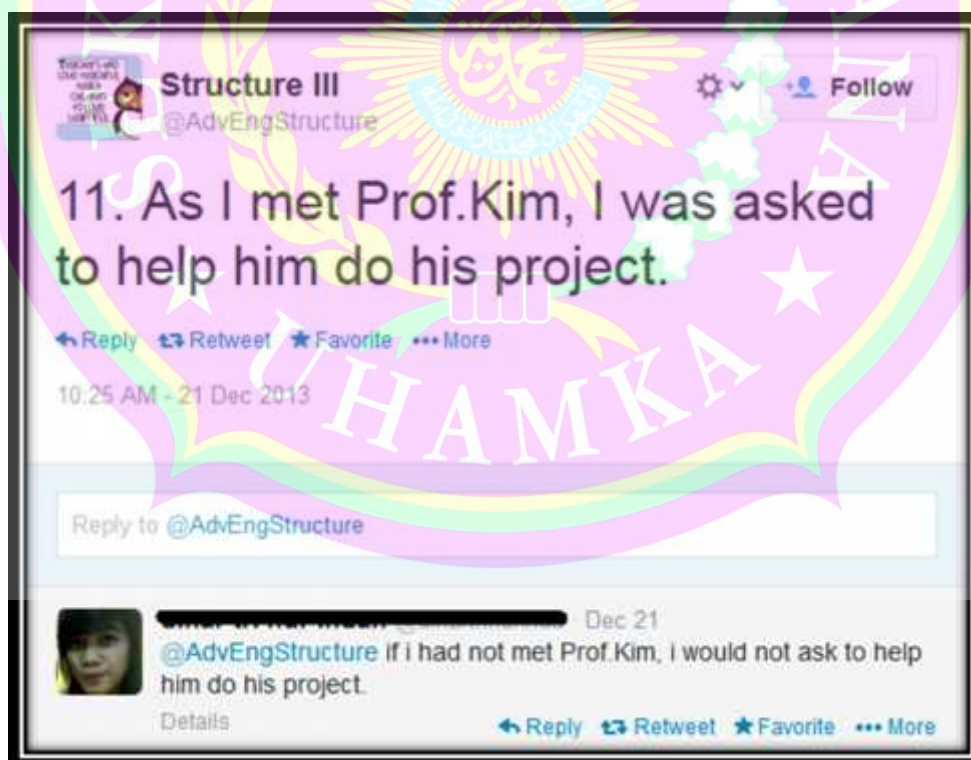 Structure III
@AdvEngStructure
Follow
11. As I met Prof.Kim, I was asked
to help him do his project.
Reply Retweet Favorite ••• More
10:25 AM - 21 Dec 2013
UHAMKA
Reply to @AdvEngStructure
Dec 21
@AdvEngStructure if i had not met Prof.Kim, i would not ask to help
him do his project.
Details
Reply Retweet Favorite ••• More